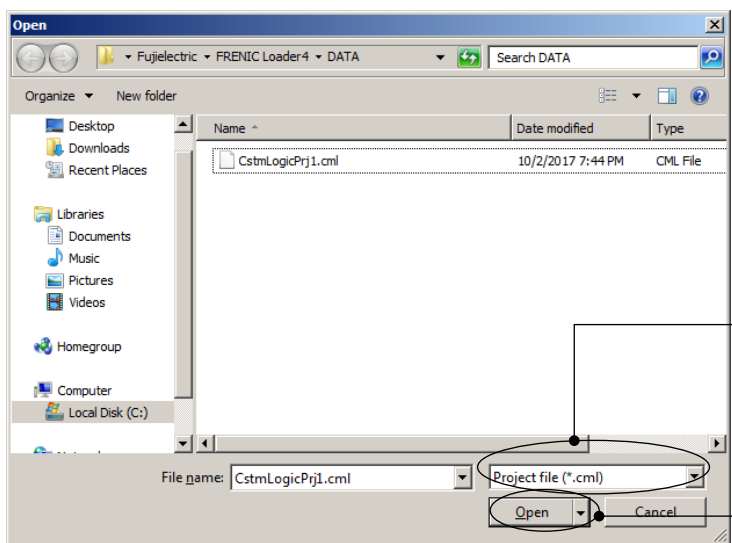 Open
Fujielectric FRENIC Loader4 DATA Search DATA
Organize New folder
Desktop
Downloads
Recent Places
Libraries
Documents
Music
Pictures
Videos
Homegroup
Computer
Local Disk (C:)
Name Date modified Type
CstmLogicPrj1.cml 10/2/2017 7:44 PM CML File
File name: CstmLogicPrj1.cml Project file (*.cml)
Open Cancel